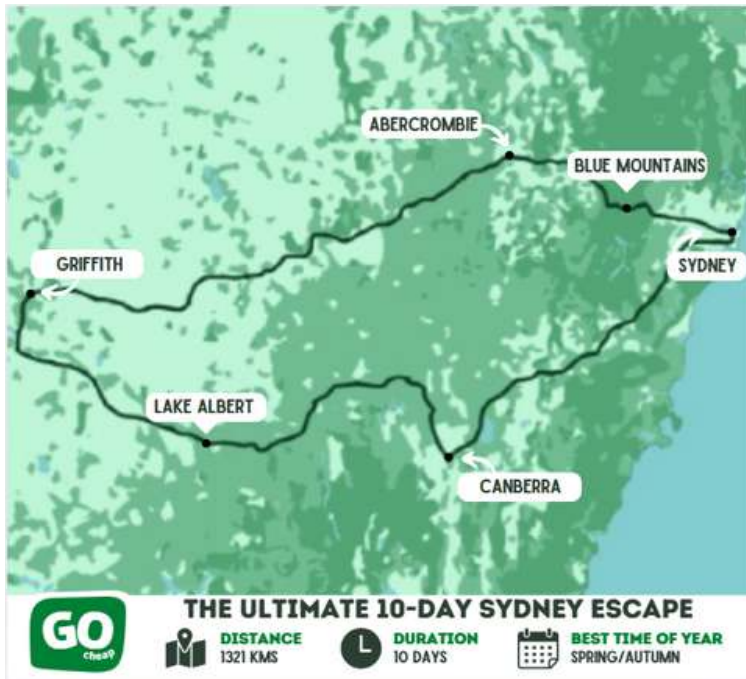 ABERCROMBIE
BLUE MOUNTAINS
SYDNEY
GRIFFITH
LAKE ALBERT
CANBERRA
GO
cheap
THE ULTIMATE 10-DAY SYDNEY ESCAPE
DISTANCE
1321 KMS
DURATION
10 DAYS
BEST TIME OF YEAR
SPRING/AUTUMN